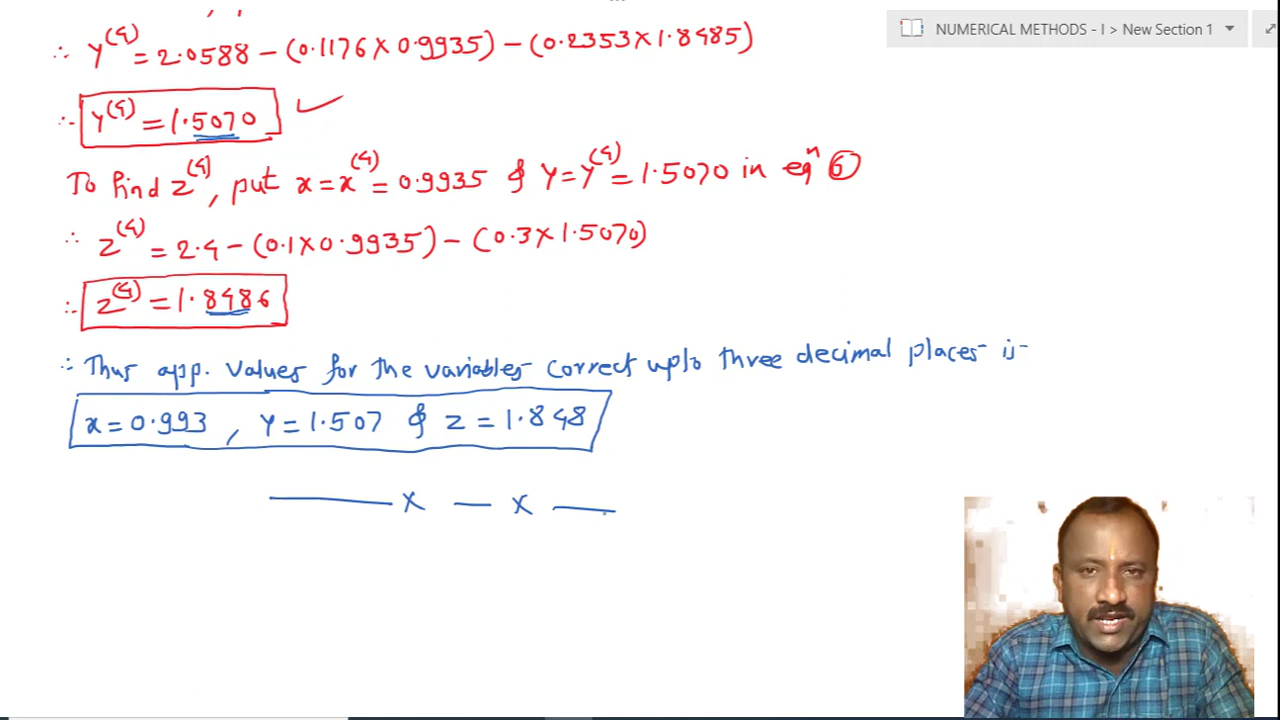 NUMERICAL METHODS - I > New Section 1
∴ y⁽⁴⁾ = 2.0588 - (0.1176 × 0.9935) - (0.2353 × 1.8485)
∴ y⁽⁴⁾ = 1.5070 ✓
To find z⁽⁴⁾, put x = x⁽⁴⁾ = 0.9935 & y = y⁽⁴⁾ = 1.5070 in eqⁿ ⑥
∴ z⁽⁴⁾ = 2.4 - (0.1 × 0.9935) - (0.3 × 1.5070)
∴ z⁽⁴⁾ = 1.8486
∴ Thus app. values for the variables correct upto three decimal places is-
x = 0.993, y = 1.507 & z = 1.848
—— x — x ——